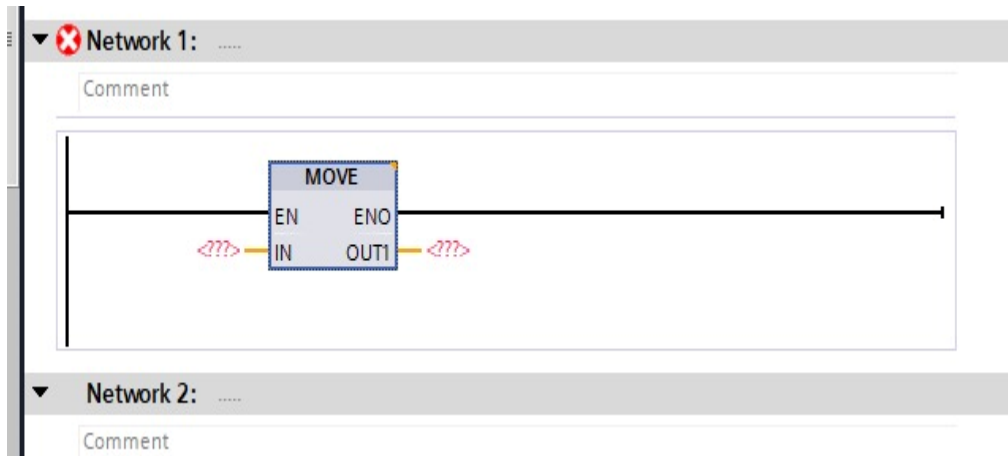 Network 1: .....
Comment
MOVE
EN ENO
<???> IN OUT1 <???>
Network 2: .....
Comment